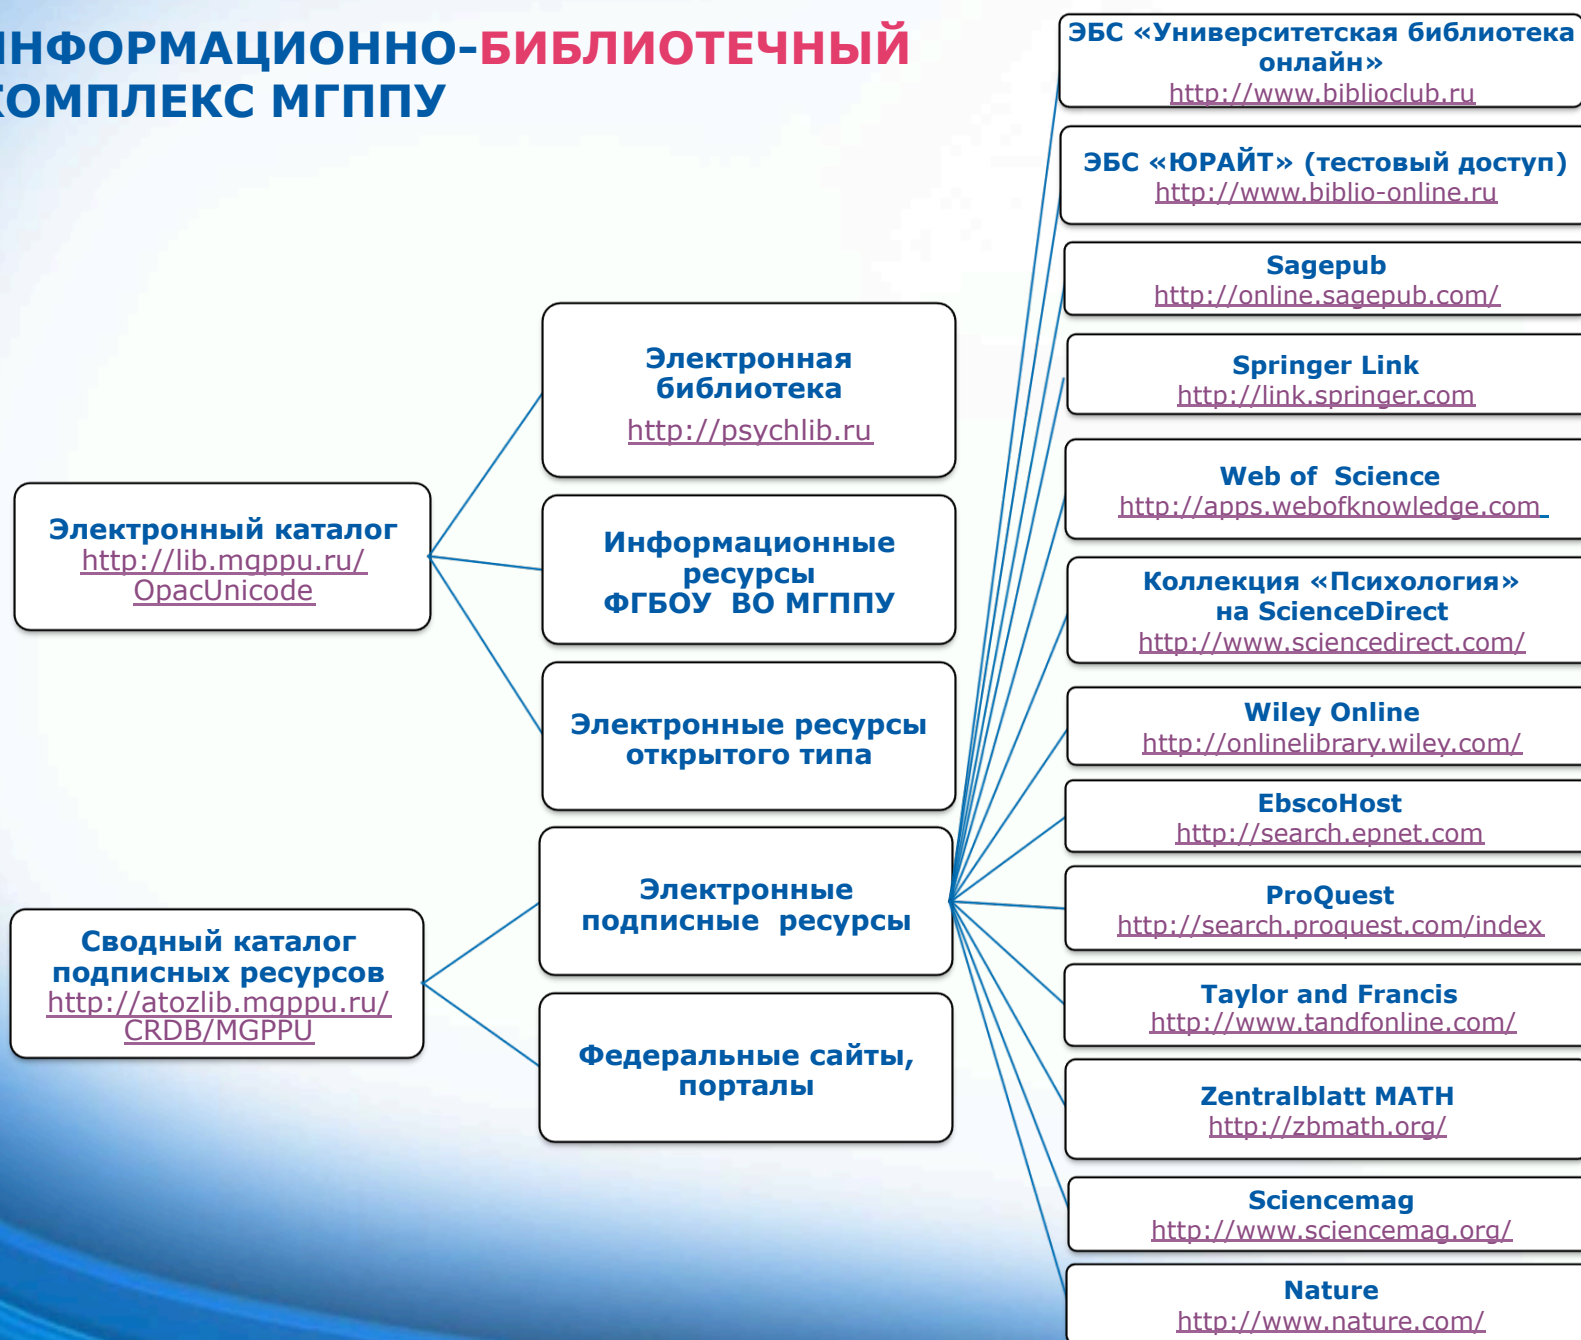 НФОРМАЦИОННО-БИБЛИОТЕЧНЫЙ
КОМПЛЕКС МГППУ
Электронный каталог
http://lib.mgppu.ru/
OpacUnicode
Сводный каталог
подписных ресурсов
http://atozlib.mgppu.ru/
CRDB/MGPPU
Электронная
библиотека
http://psychlib.ru
Информационные
ресурсы
ФГБОУ ВО МГППУ
Электронные ресурсы
открытого типа
Электронные
подписные ресурсы
Федеральные сайты,
порталы
ЭБС «Университетская библиотека
онлайн»
http://www.biblioclub.ru
ЭБС «ЮРАЙТ» (тестовый доступ)
http://www.biblio-online.ru
Sagepub
http://online.sagepub.com/
Springer Link
http://link.springer.com
Web of Science
http://apps.webofknowledge.com
Коллекция «Психология»
на ScienceDirect
http://www.sciencedirect.com/
Wiley Online
http://onlinelibrary.wiley.com/
EbscoHost
http://search.epnet.com
ProQuest
http://search.proquest.com/index
Taylor and Francis
http://www.tandfonline.com/
Zentralblatt MATH
http://zbmath.org/
Sciencemag
http://www.sciencemag.org/
Nature
http://www.nature.com/